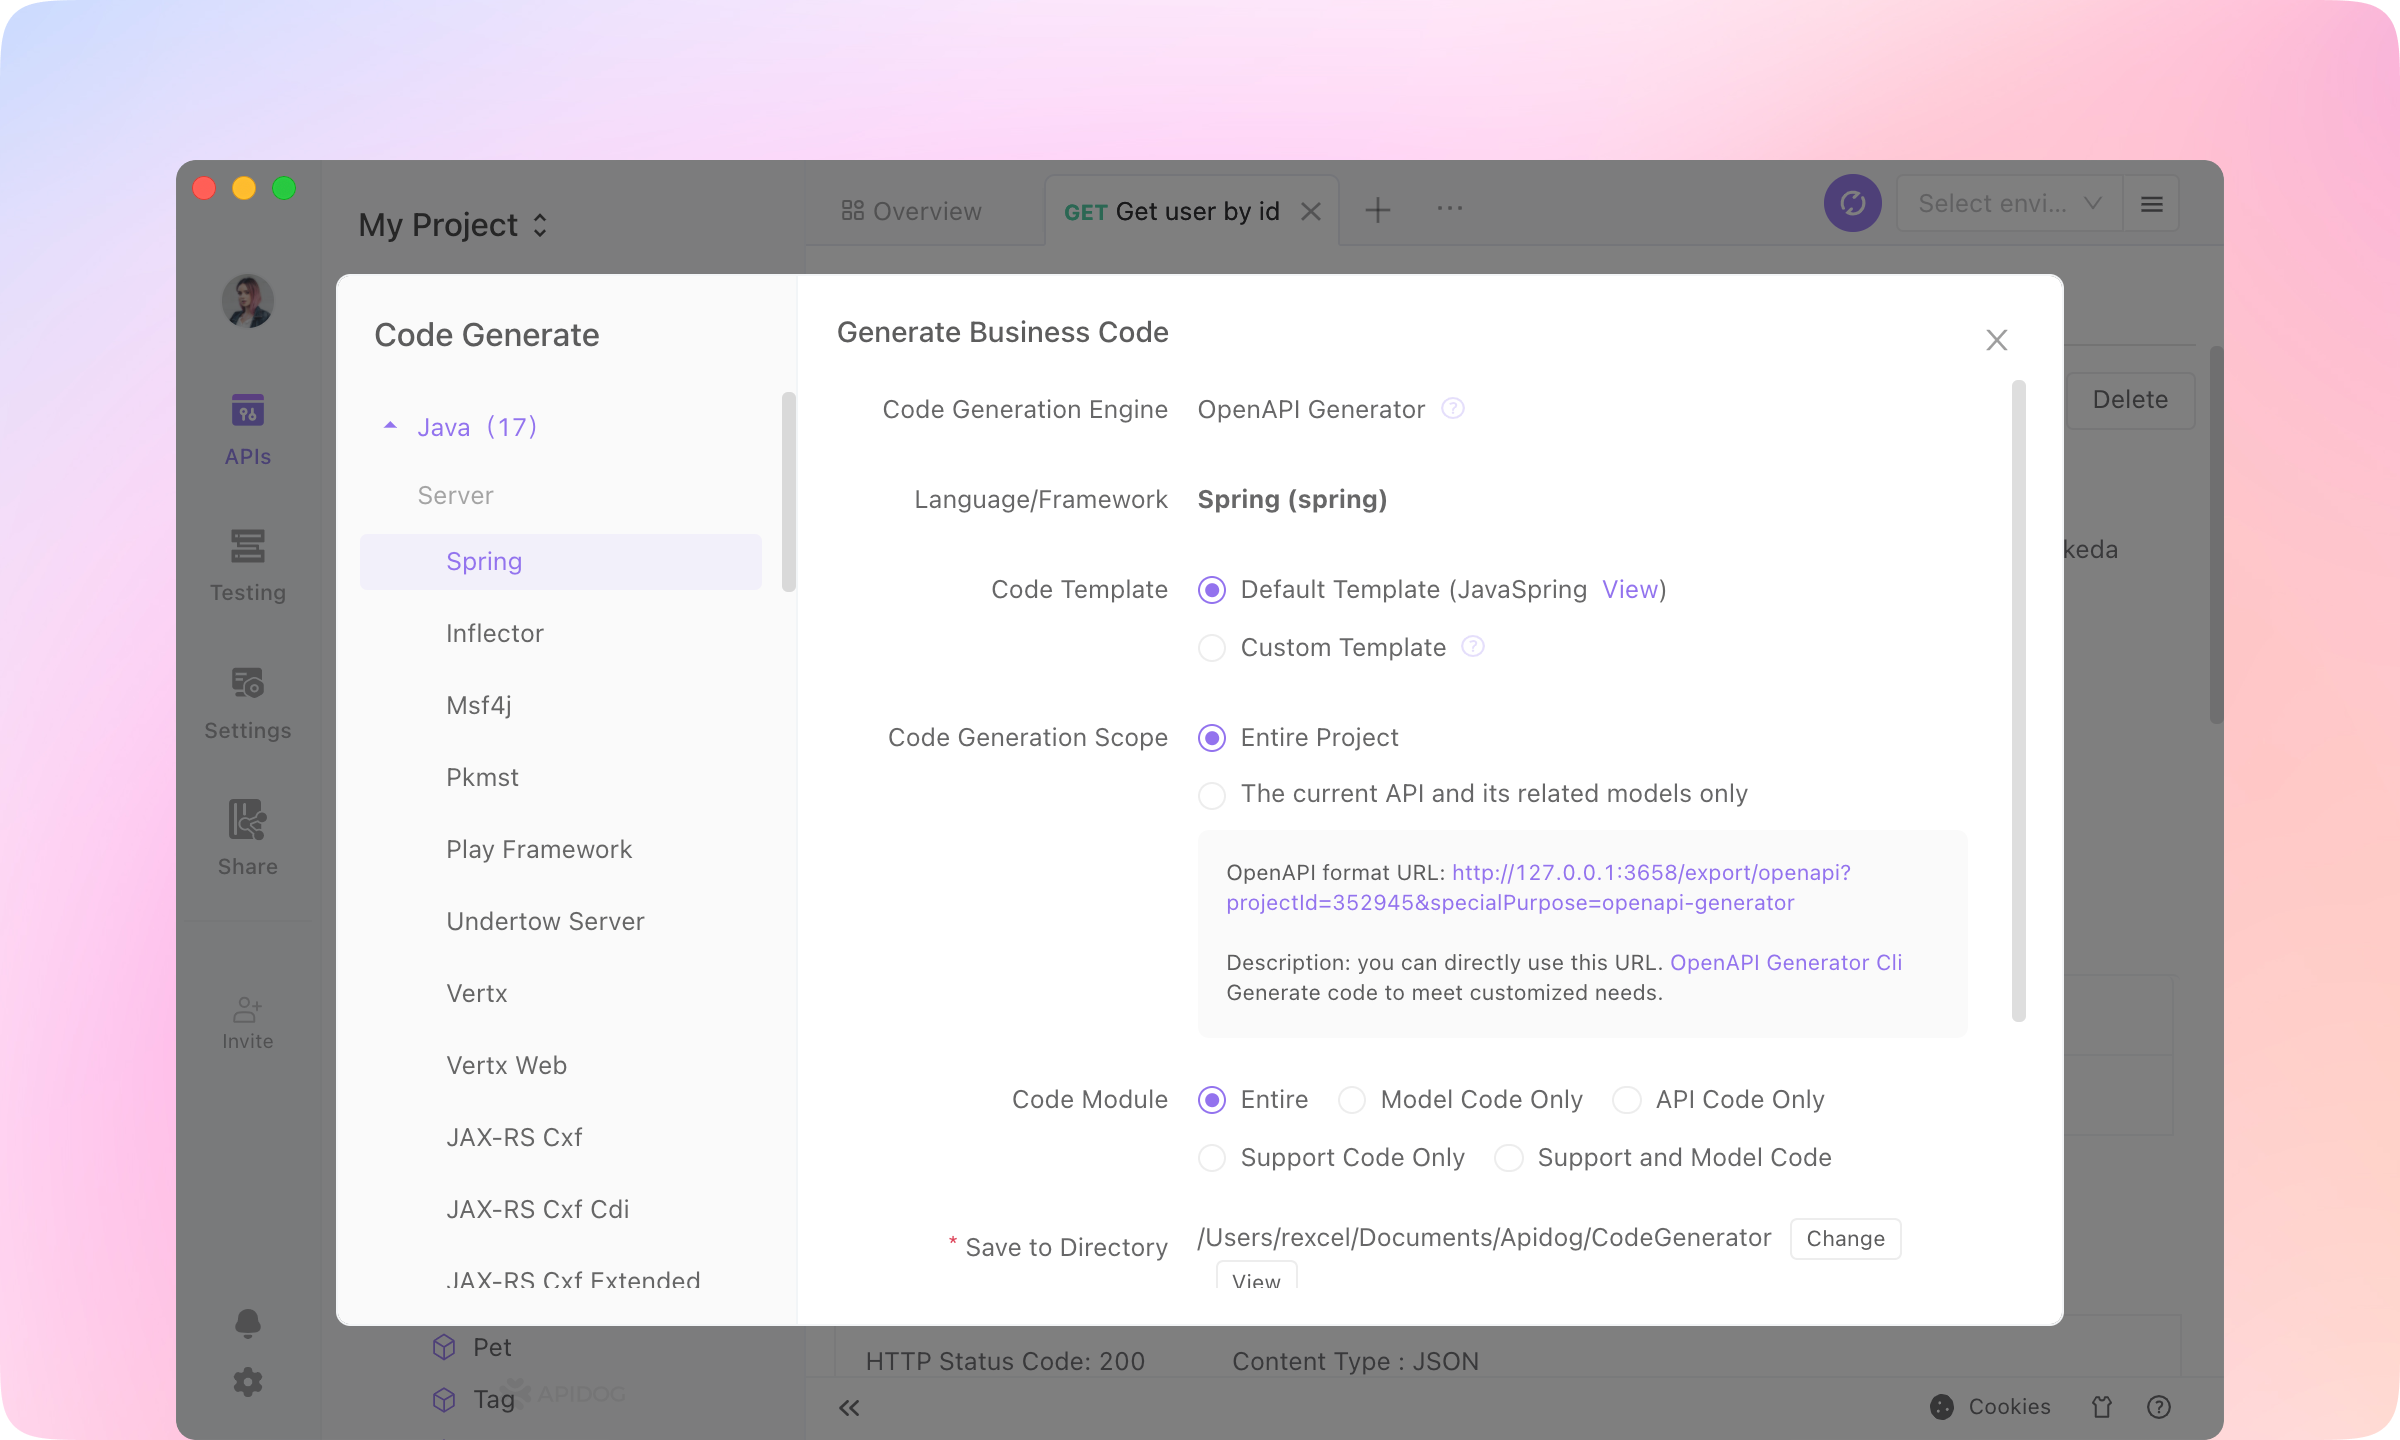 My Project
Overview
GET Get user by id
Select envi...
APIs
Testing
Settings
Share
Invite
Code Generate
Java (17)
Server
Spring
Inflector
Msf4j
Pkmst
Play Framework
Undertow Server
Vertx
Vertx Web
JAX-RS Cxf
JAX-RS Cxf Cdi
JAX-RS Cxf Extended
Generate Business Code
Code Generation Engine OpenAPI Generator ?
Language/Framework Spring (spring)
Code Template Default Template (JavaSpring View)
Custom Template ?
Code Generation Scope Entire Project
The current API and its related models only
OpenAPI format URL: http://127.0.0.1:3658/export/openapi?
projectId=352945&specialPurpose=openapi-generator
Description: you can directly use this URL. OpenAPI Generator Cli
Generate code to meet customized needs.
Code Module Entire Model Code Only API Code Only
Support Code Only Support and Model Code
* Save to Directory /Users/rexcel/Documents/Apidog/CodeGenerator Change
View
Delete
keda
Pet
Tag
APIDOG
HTTP Status Code: 200 Content Type : JSON
Cookies